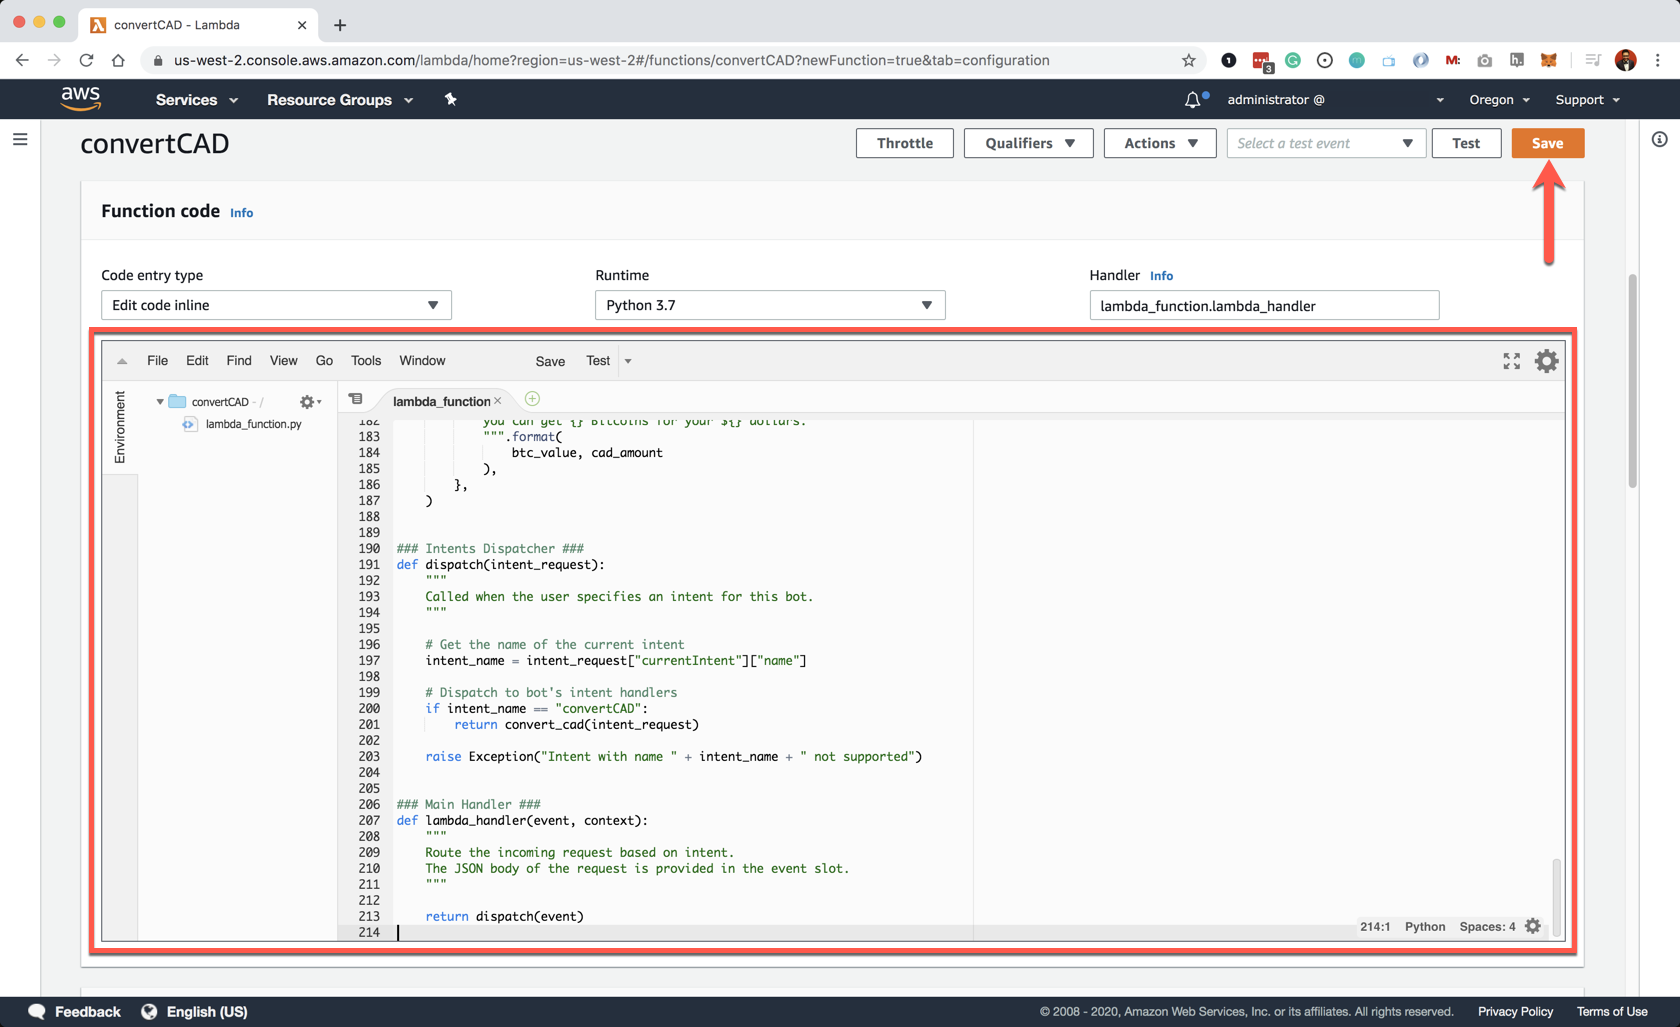 convertCAD - Lambda
us-west-2.console.aws.amazon.com/lambda/home?region=us-west-2#/functions/convertCAD?newFunction=true&tab=configuration
3
M:
h.
aws
Services
Resource Groups
administrator @
Oregon
Support
convertCAD
Throttle
Qualifiers
Actions
Select a test event
Test
Save
Function code Info
Code entry type
Runtime
Handler Info
Edit code inline
Python 3.7
lambda_function.lambda_handler
File Edit Find View Go Tools Window Save Test
Environment
convertCAD - /
lambda_function.py
lambda_function
182 you can get {} Bitcoins for your ${} dollars.
183 """.format(
184 btc_value, cad_amount
185 ),
186 },
187 )
188
189
190 ### Intents Dispatcher ###
191 def dispatch(intent_request):
192 """
193 Called when the user specifies an intent for this bot.
194 """
195
196 # Get the name of the current intent
197 intent_name = intent_request["currentIntent"]["name"]
198
199 # Dispatch to bot's intent handlers
200 if intent_name == "convertCAD":
201 return convert_cad(intent_request)
202
203 raise Exception("Intent with name " + intent_name + " not supported")
204
205
206 ### Main Handler ###
207 def lambda_handler(event, context):
208 """
209 Route the incoming request based on intent.
210 The JSON body of the request is provided in the event slot.
211 """
212
213 return dispatch(event)
214
214:1 Python Spaces: 4
Feedback
English (US)
© 2008 - 2020, Amazon Web Services, Inc. or its affiliates. All rights reserved.
Privacy Policy
Terms of Use